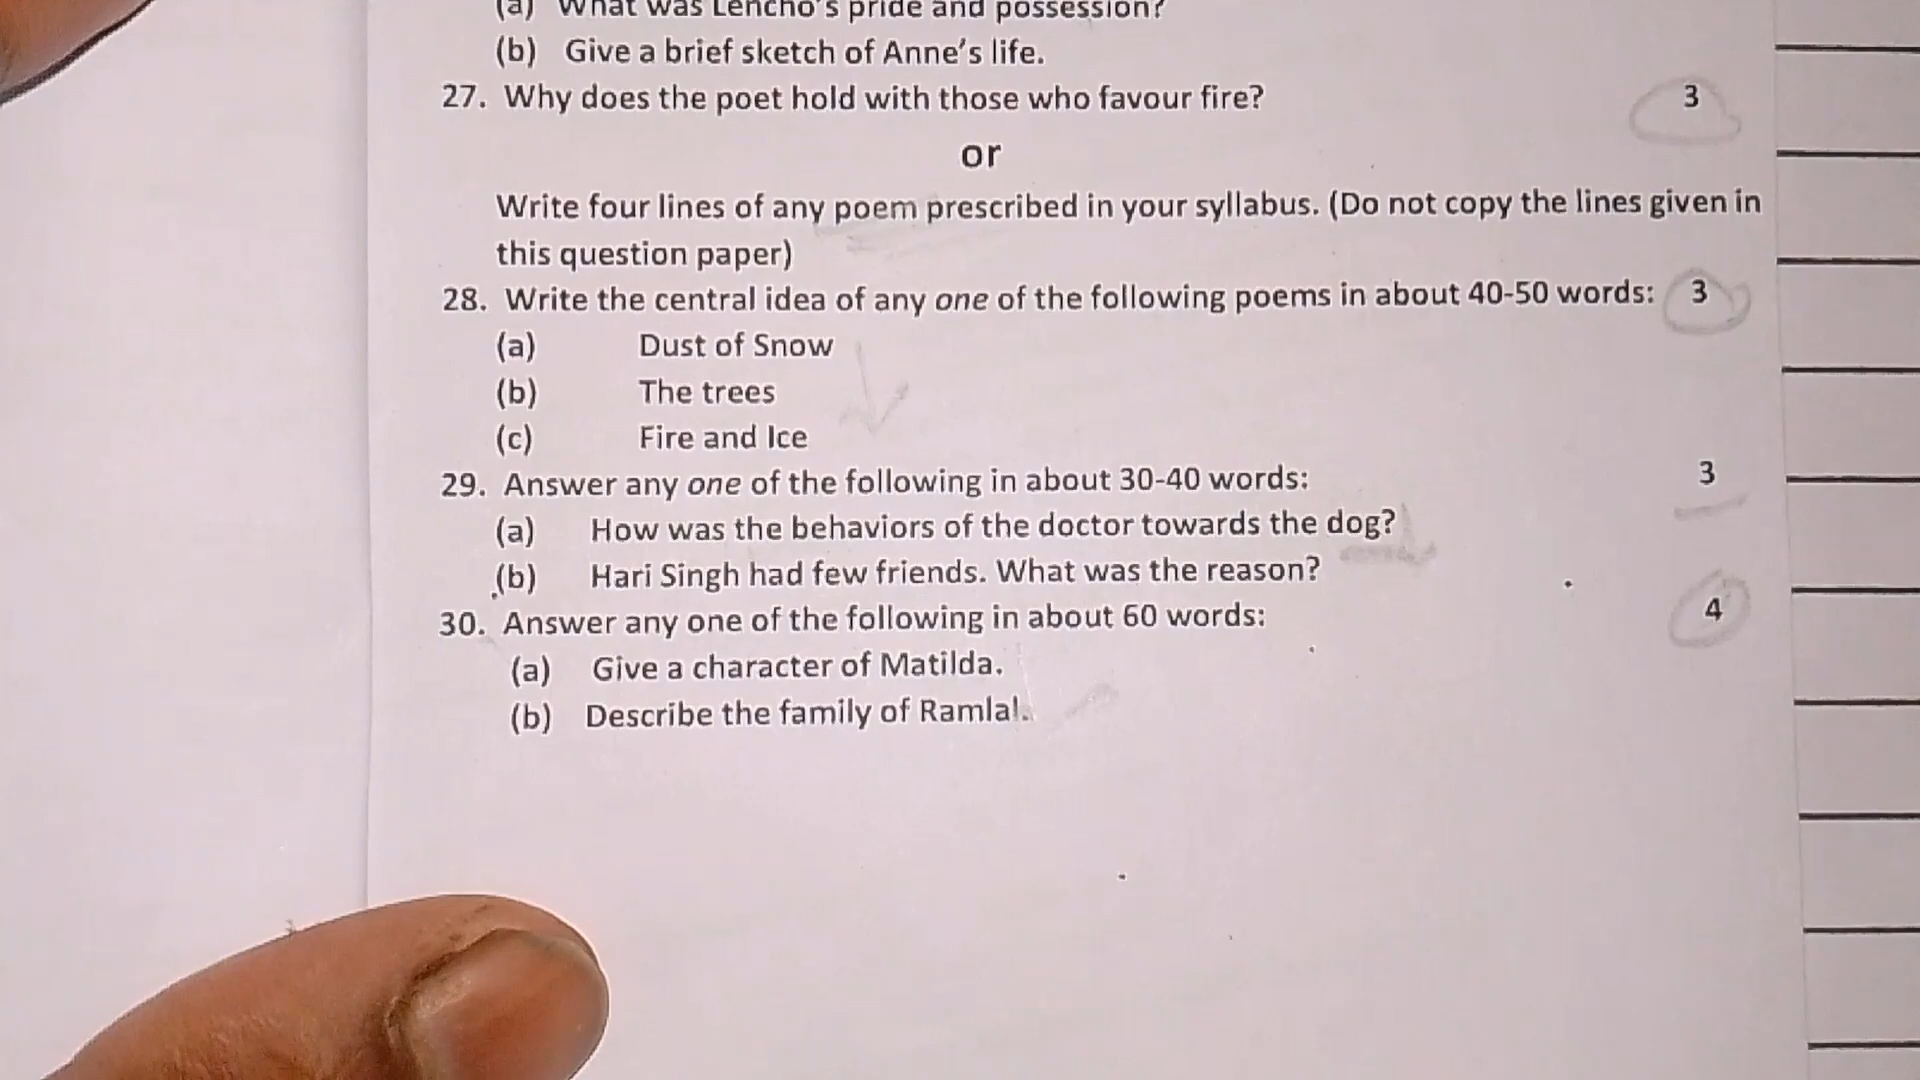 (a) What was Lencho's pride and possession?
(b) Give a brief sketch of Anne's life.
27. Why does the poet hold with those who favour fire? 3
or
Write four lines of any poem prescribed in your syllabus. (Do not copy the lines given in
this question paper)
28. Write the central idea of any one of the following poems in about 40-50 words: 3
(a) Dust of Snow
(b) The trees
(c) Fire and Ice
29. Answer any one of the following in about 30-40 words: 3
(a) How was the behaviors of the doctor towards the dog?
(b) Hari Singh had few friends. What was the reason?
30. Answer any one of the following in about 60 words: 4
(a) Give a character of Matilda.
(b) Describe the family of Ramlal.